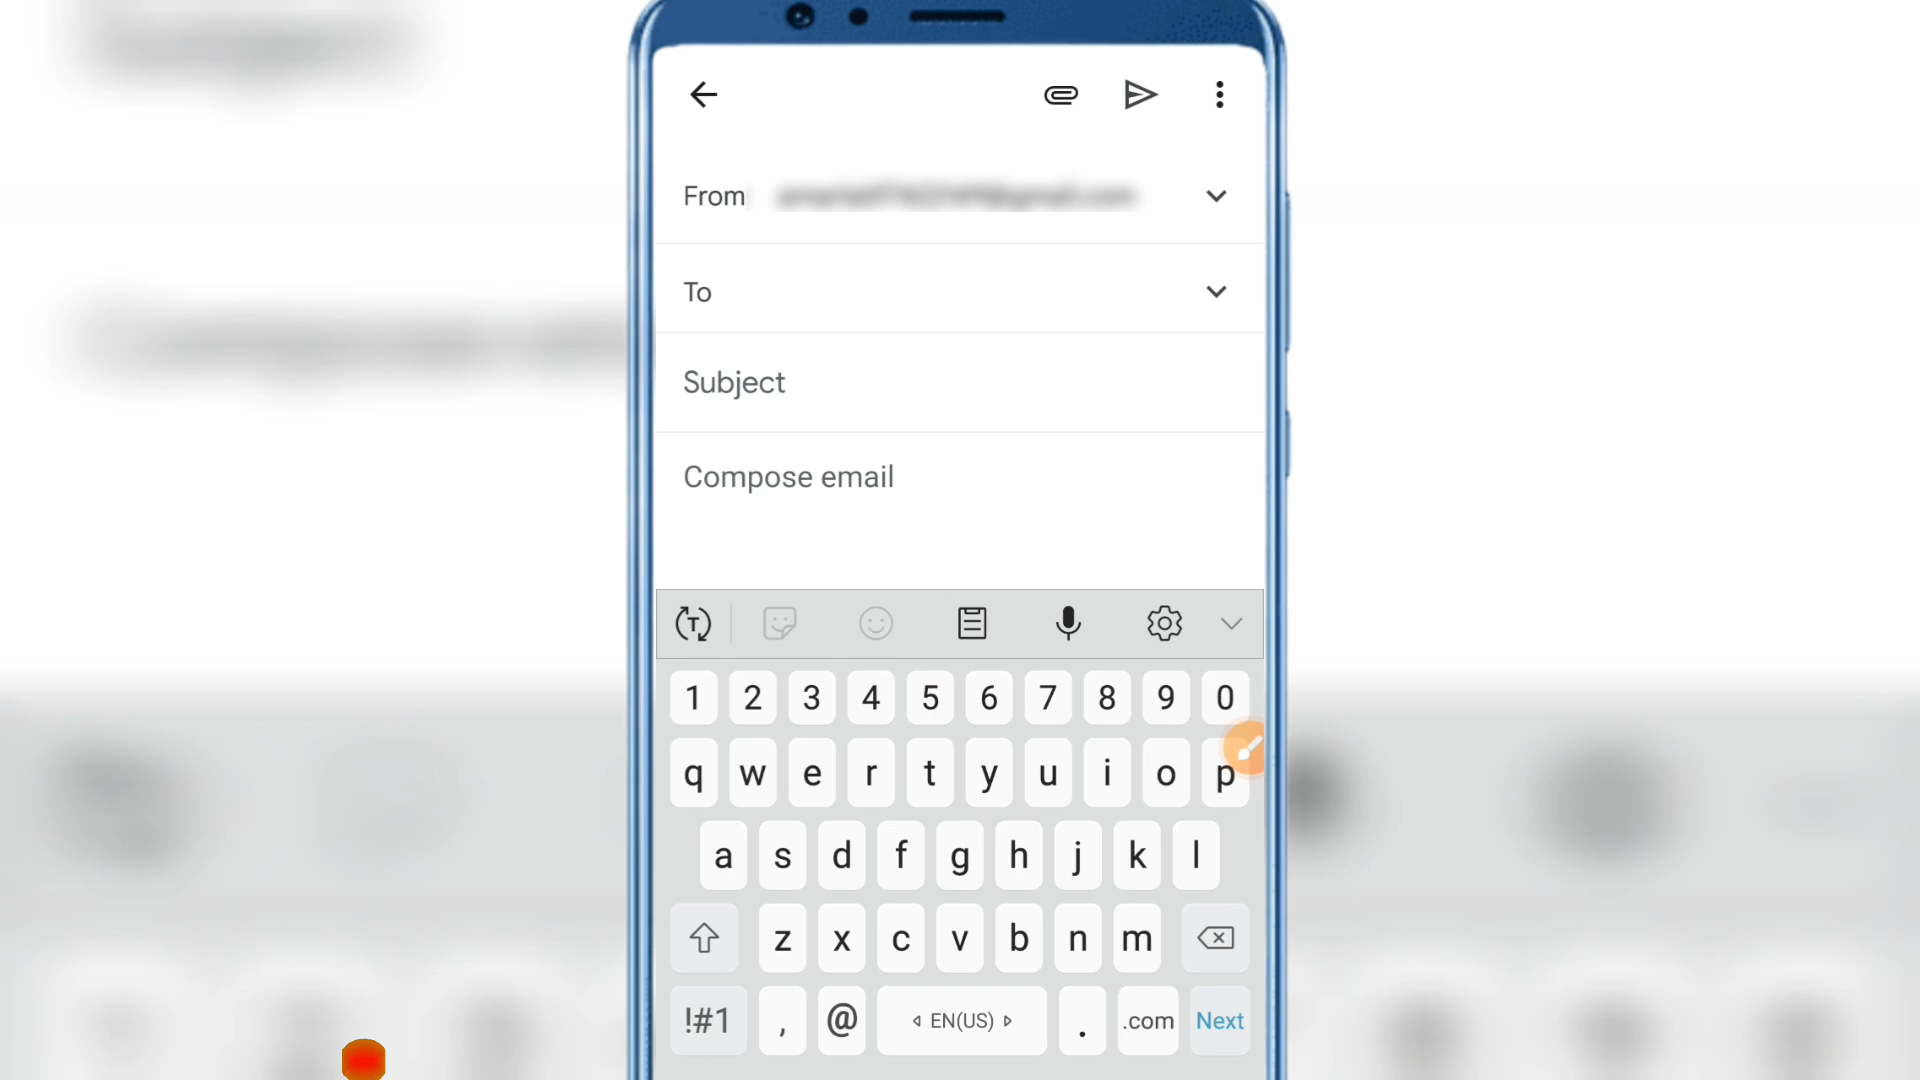 From
To
Subject
Compose email
1 2 3 4 5 6 7 8 9 0
q w e r t y u i o p
a s d f g h j k l
z x c v b n m
!#1 , @ EN(US) . .com Next